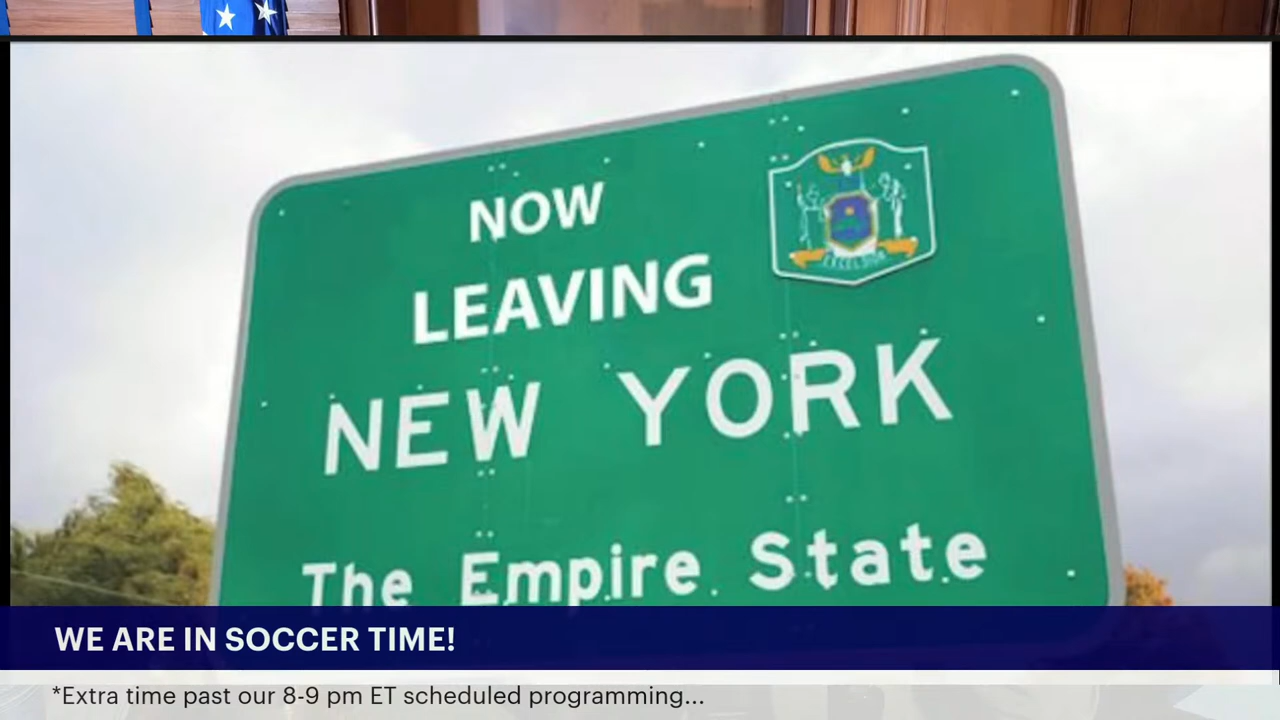 EXCELSIOR
NOW
LEAVING
NEW YORK
The Empire State
WE ARE IN SOCCER TIME!
*Extra time past our 8-9 pm ET scheduled programming...